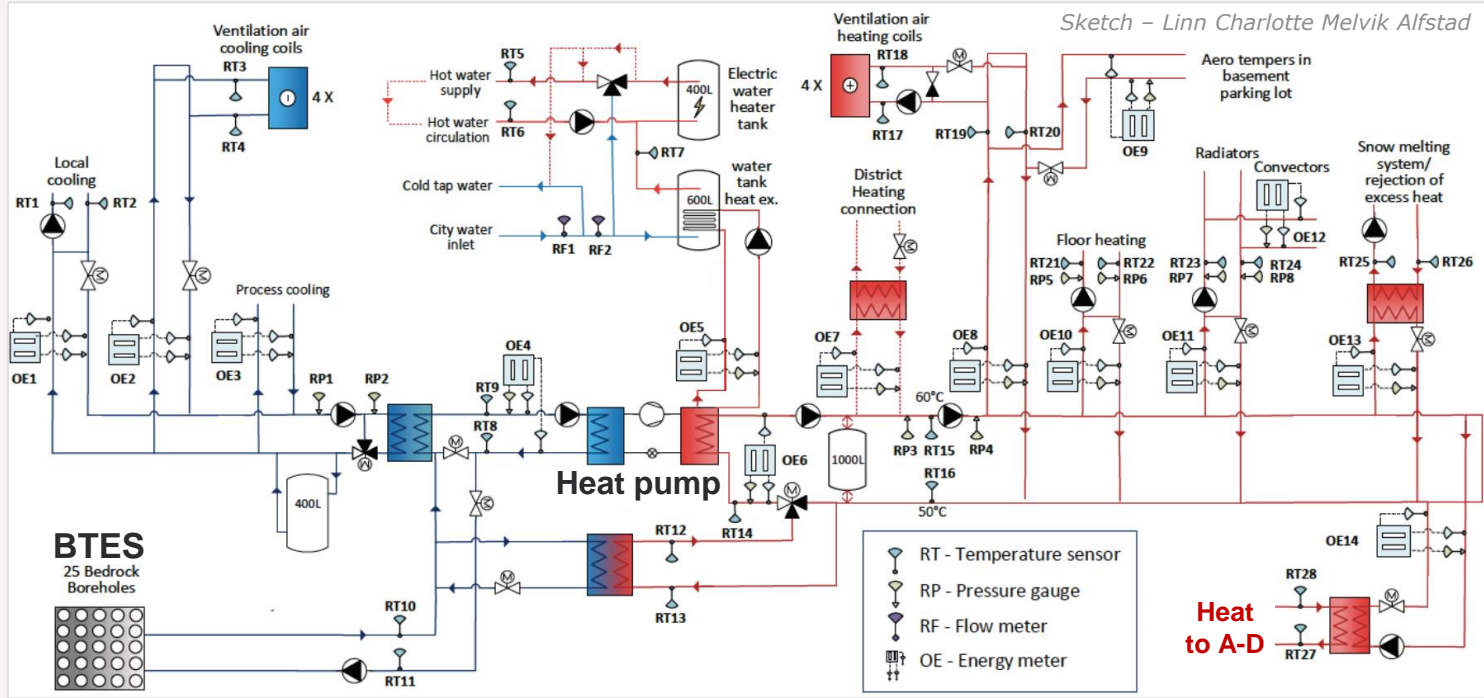 Sketch – Linn Charlotte Melvik Alfstad
Ventilation air
cooling coils
RT3
4 X
RT4
Local
cooling
RT1
RT2
M
M
Process cooling
OE1
OE2
OE3
RT5
Hot water
supply
Hot water
circulation
RT6
400L
Electric
water
heater
tank
RT7
Cold tap water
City water
inlet
RF1
RF2
water
tank
heat ex.
600L
Ventilation air
heating coils
4 X
RT18
RT17
M
RT19
RT20
M
OE9
Aero tempers in
basement
parking lot
District
Heating
connection
M
Radiators
Convectors
OE12
Snow melting
system/
rejection of
excess heat
Floor heating
RT21
RP5
RT22
RP6
RT23
RP7
RT24
RP8
RT25
RT26
M
M
M
OE5
OE7
OE8
OE10
OE11
OE13
RP1
RP2
RT9
OE4
RT8
M
M
M
400L
Heat pump
OE6
M
RT14
1000L
60°C
RP3
RT15
RP4
RT16
50°C
BTES
25 Bedrock
Boreholes
RT10
RT11
M
RT12
RT13
RT - Temperature sensor
RP - Pressure gauge
RF - Flow meter
OE - Energy meter
OE14
RT28
M
Heat
to A-D
RT27